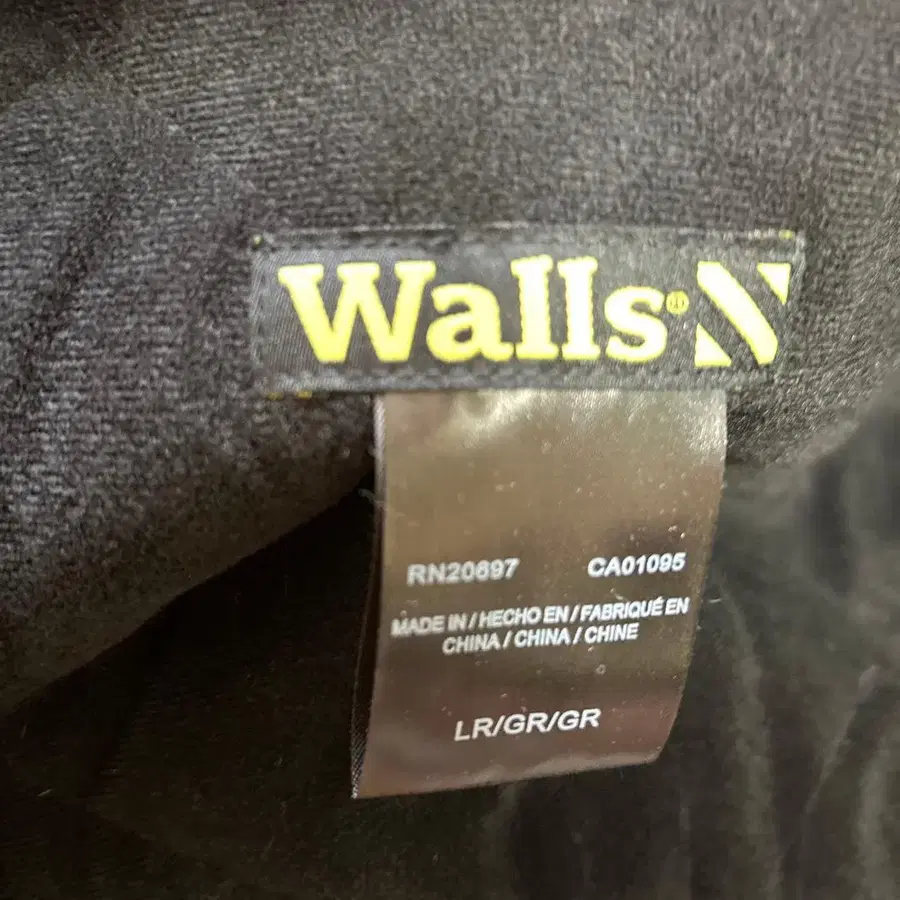 Walls®
RN20697 CA01095
MADE IN / HECHO EN / FABRIQUÉ EN
CHINA / CHINA / CHINE
LR/GR/GR